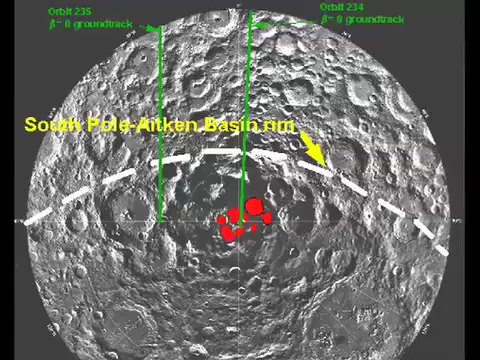 Orbit 235
β= 0 groundtrack
Orbit 234
β= 0 groundtrack
South Pole-Aitken Basin rim